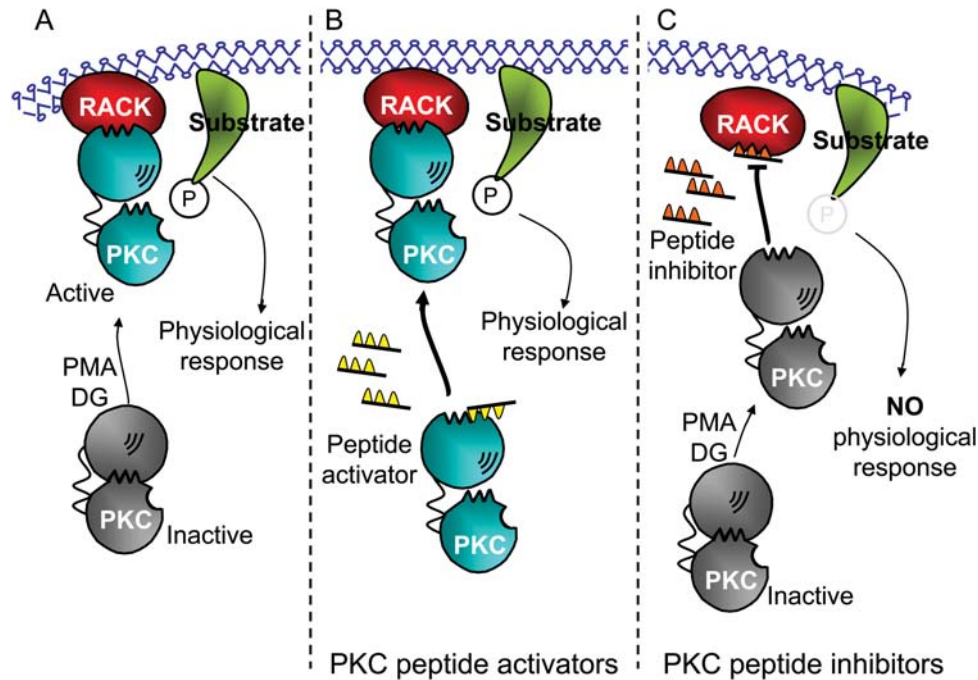 A
RACK
Substrate
P
PKC
Active
Physiological
response
PMA
DG
PKC
Inactive
B
RACK
Substrate
P
PKC
Physiological
response
Peptide
activator
PKC
PKC peptide activators
C
RACK
Substrate
P
Peptide
inhibitor
PKC
NO
physiological
response
PMA
DG
PKC
Inactive
PKC peptide inhibitors